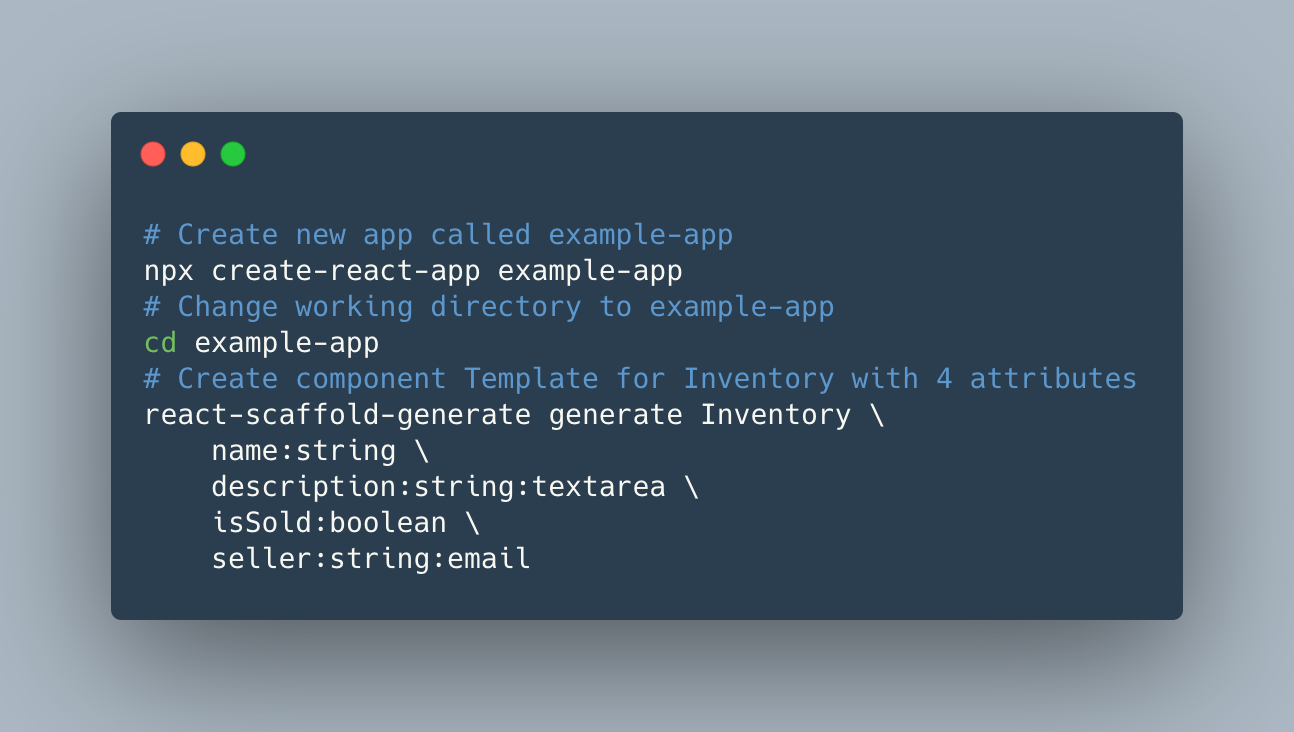 # Create new app called example-app
npx create-react-app example-app
# Change working directory to example-app
cd example-app
# Create component Template for Inventory with 4 attributes
react-scaffold-generate generate Inventory \
    name:string \
    description:string:textarea \
    isSold:boolean \
    seller:string:email